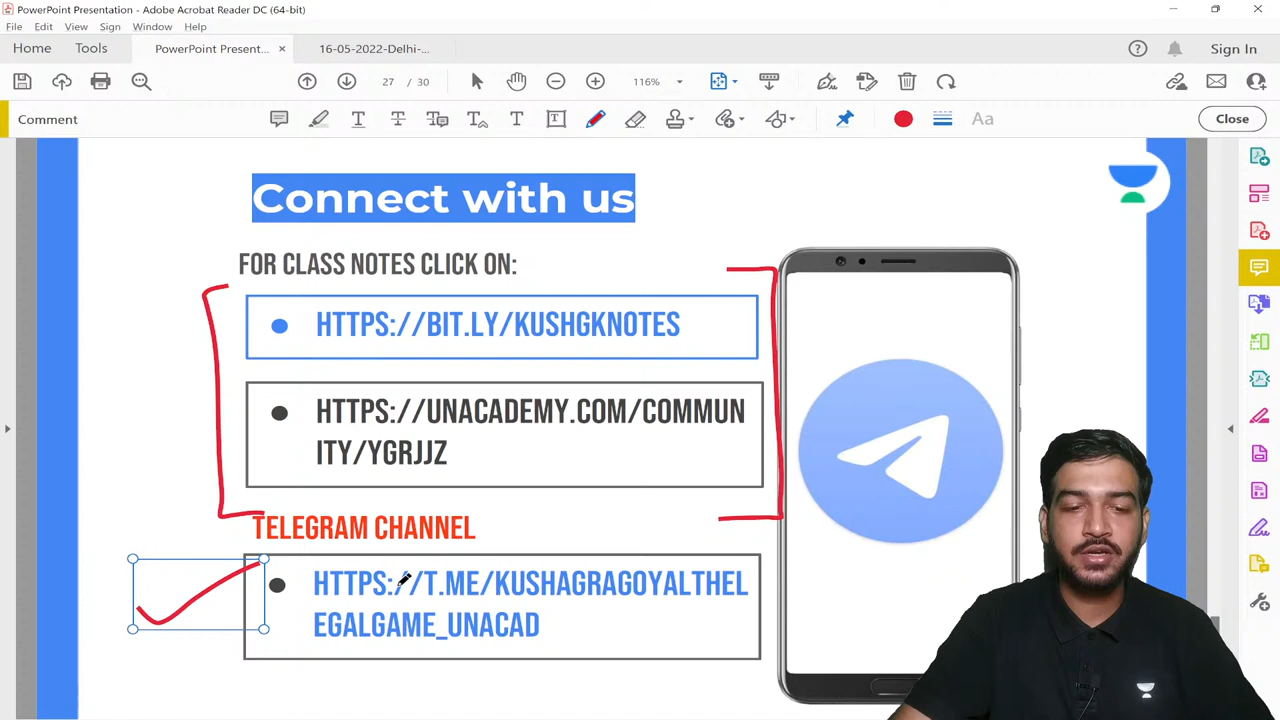 PowerPoint Presentation - Adobe Acrobat Reader DC (64-bit)
File Edit View Sign Window Help
Home Tools PowerPoint Present... × 16-05-2022-Delhi-... Sign In
27 / 30 116%
Comment T T T T T Aa Close
Connect with us
FOR CLASS NOTES CLICK ON:
HTTPS://BIT.LY/KUSHGKNOTES
HTTPS://UNACADEMY.COM/COMMUN
ITY/YGRJJZ
TELEGRAM CHANNEL
HTTPS://T.ME/KUSHAGRAGOYALTHEL
EGALGAME_UNACAD